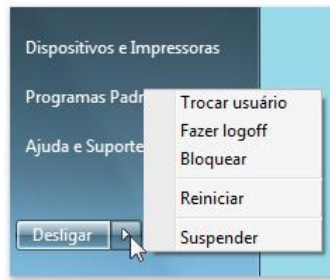 Dispositivos e Impressoras
Programas Padr
Ajuda e Suporte
Desligar
Trocar usuário
Fazer logoff
Bloquear
Reiniciar
Suspender